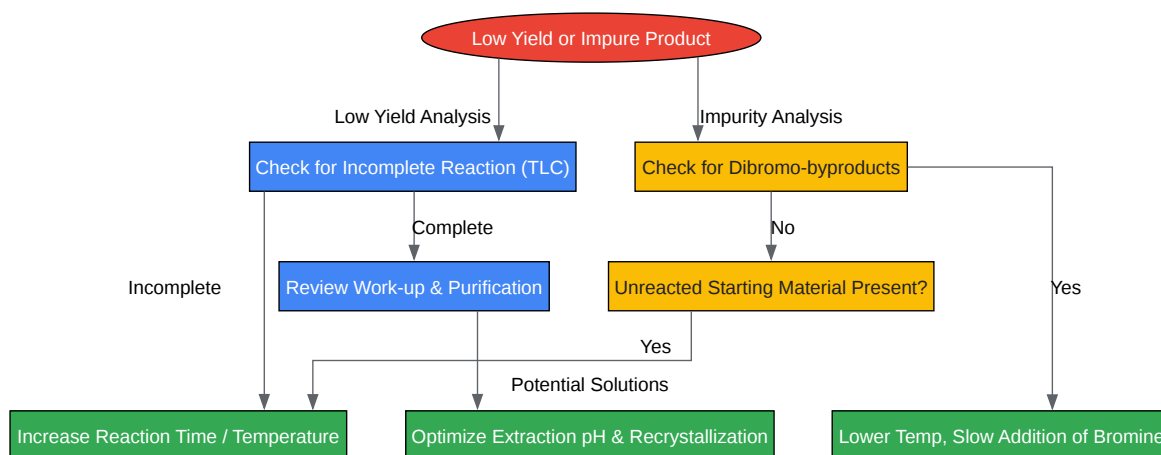 Low Yield or Impure Product
Low Yield Analysis
Impurity Analysis
Check for Incomplete Reaction (TLC)
Check for Dibromo-byproducts
Complete
No
Incomplete
Review Work-up & Purification
Unreacted Starting Material Present?
Yes
Yes
Potential Solutions
Increase Reaction Time / Temperature
Optimize Extraction pH & Recrystallization
Lower Temp, Slow Addition of Bromine